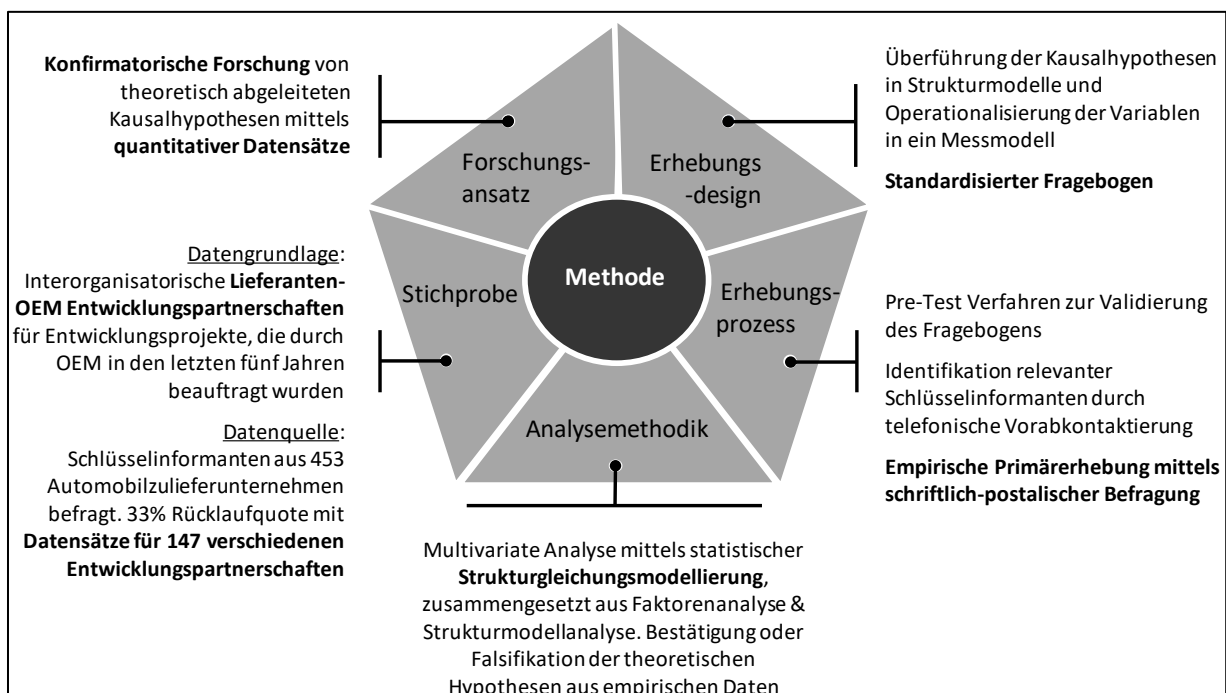 Konfirmatorische Forschung von
theoretisch abgeleiteten
Kausalhypothesen mittels
quantitativer Datensätze
Forschungs-
ansatz
Erhebungs
-design
Überführung der Kausalhypothesen
in Strukturmodelle und
Operationalisierung der Variablen
in ein Messmodell
Standardisierter Fragebogen
Methode
Datengrundlage:
Interorganisatorische Lieferanten-
OEM Entwicklungspartnerschaften
für Entwicklungsprojekte, die durch
OEM in den letzten fünf Jahren
beauftragt wurden
Datenquelle:
Schlüsselinformanten aus 453
Automobilzulieferunternehmen
befragt. 33% Rücklaufquote mit
Datensätze für 147 verschiedenen
Entwicklungspartnerschaften
Stichprobe
Erhebungs-
prozess
Pre-Test Verfahren zur Validierung
des Fragebogens
Identifikation relevanter
Schlüsselinformanten durch
telefonische Vorabkontaktierung
Empirische Primärerhebung mittels
schriftlich-postalischer Befragung
Analysemethodik
Multivariate Analyse mittels statistischer
Strukturgleichungsmodellierung,
zusammengesetzt aus Faktorenanalyse &
Strukturmodellanalyse. Bestätigung oder
Falsifikation der theoretischen
Hypothesen aus empirischen Daten